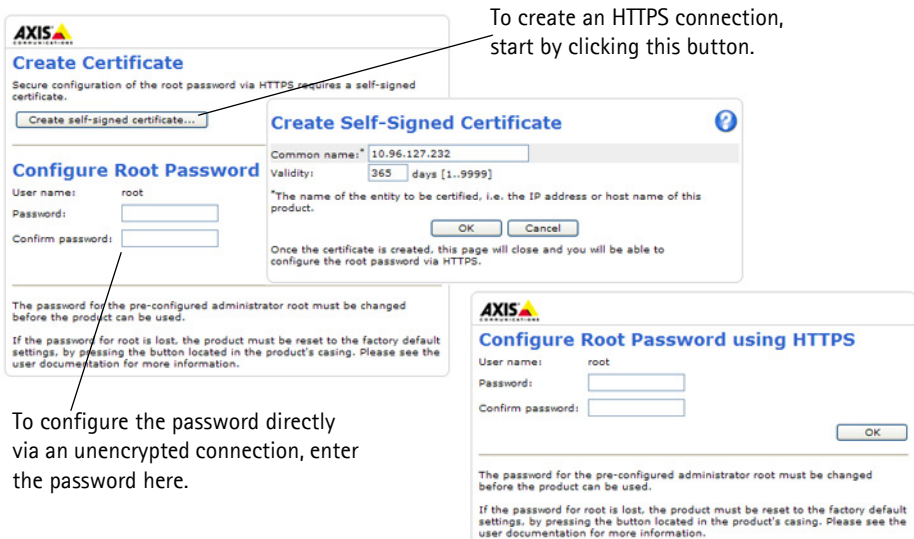 To create an HTTPS connection,
start by clicking this button.
AXIS
COMMUNICATIONS
Create Certificate
Secure configuration of the root password via HTTPS requires a self-signed
certificate.
Create self-signed certificate...
Configure Root Password
User name: root
Password:
Confirm password:
The password for the pre-configured administrator root must be changed
before the product can be used.
If the password for root is lost, the product must be reset to the factory default
settings, by pressing the button located in the product's casing. Please see the
user documentation for more information.
Create Self-Signed Certificate
?
Common name:* 10.96.127.232
Validity: 365 days [1..9999]
*The name of the entity to be certified, i.e. the IP address or host name of this
product.
OK Cancel
Once the certificate is created, this page will close and you will be able to
configure the root password via HTTPS.
To configure the password directly
via an unencrypted connection, enter
the password here.
AXIS
COMMUNICATIONS
Configure Root Password using HTTPS
User name: root
Password:
Confirm password:
OK
The password for the pre-configured administrator root must be changed
before the product can be used.
If the password for root is lost, the product must be reset to the factory default
settings, by pressing the button located in the product's casing. Please see the
user documentation for more information.